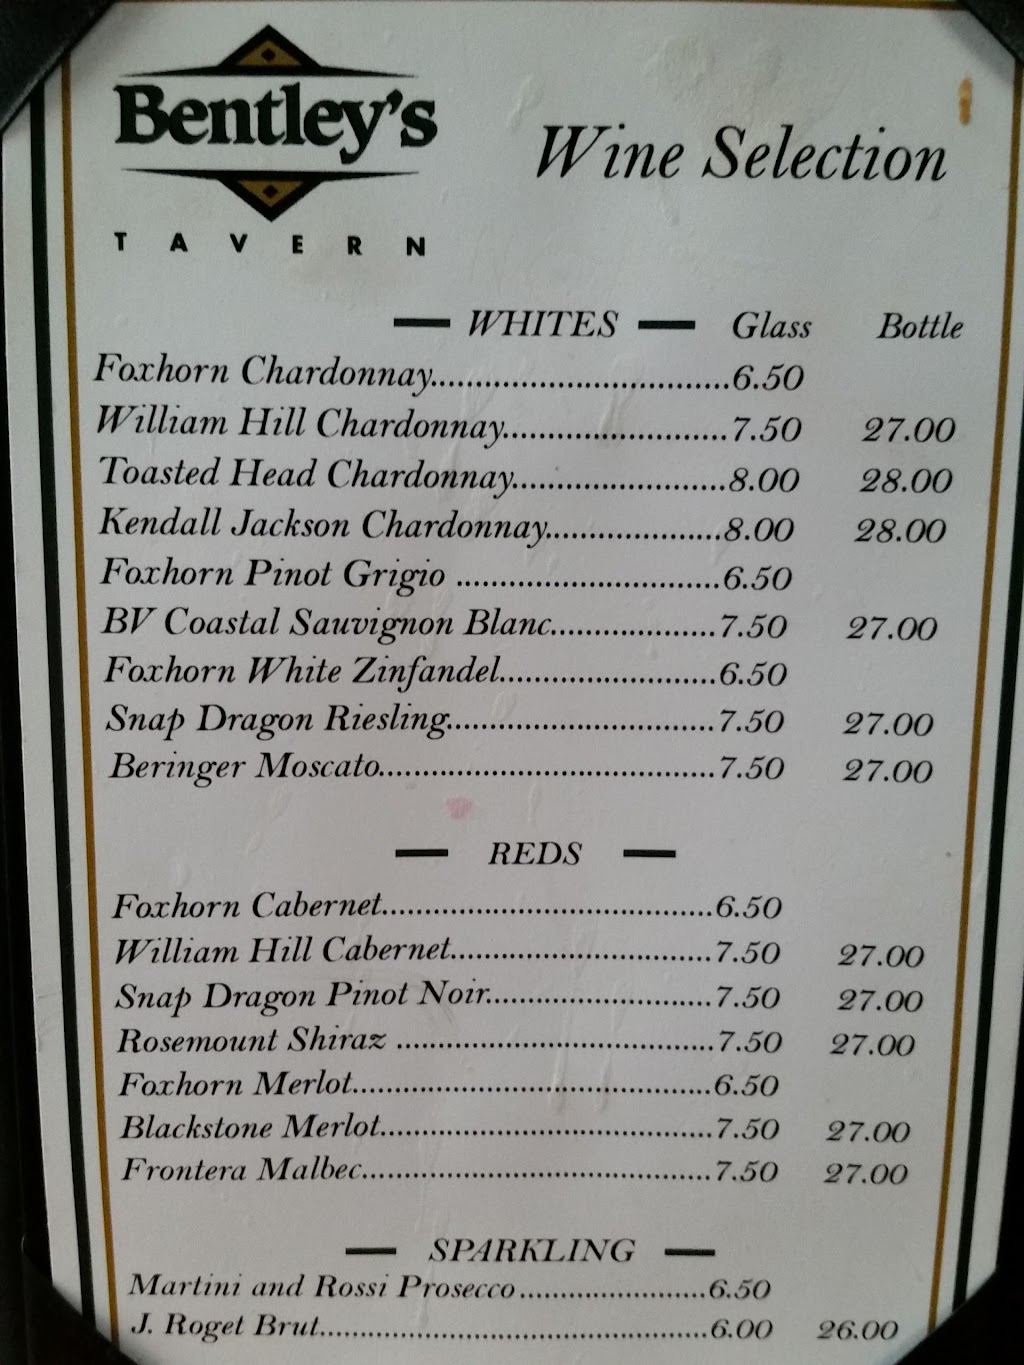 Bentley's
TAVERN
Wine Selection
WHITES Glass Bottle
Foxhorn Chardonnay..................................6.50
William Hill Chardonnay..........................7.50 27.00
Toasted Head Chardonnay........................8.00 28.00
Kendall Jackson Chardonnay....................8.00 28.00
Foxhorn Pinot Grigio ..............................6.50
BV Coastal Sauvignon Blanc...................7.50 27.00
Foxhorn White Zinfandel.........................6.50
Snap Dragon Riesling...............................7.50 27.00
Beringer Moscato.......................................7.50 27.00
REDS
Foxhorn Cabernet......................................6.50
William Hill Cabernet..............................7.50 27.00
Snap Dragon Pinot Noir..........................7.50 27.00
Rosemount Shiraz ....................................7.50 27.00
Foxhorn Merlot.........................................6.50
Blackstone Merlot......................................7.50 27.00
Frontera Malbec........................................7.50 27.00
SPARKLING
Martini and Rossi Prosecco......................6.50
J. Roget Brut.............................................6.00 26.00